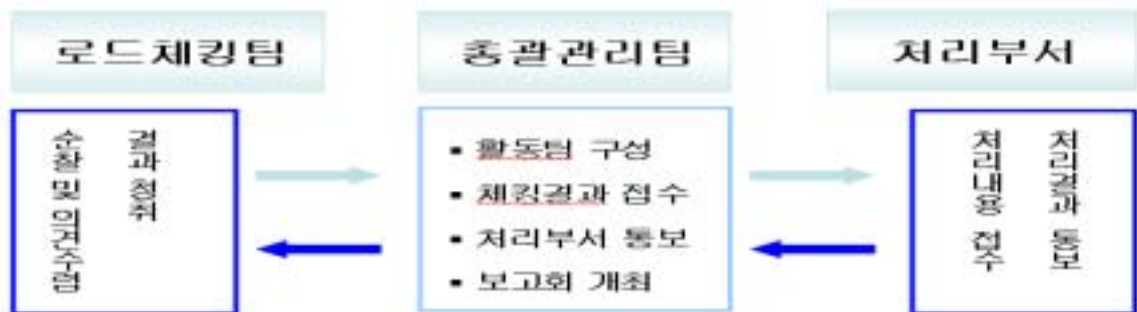 로드체킹팀
총괄관리팀
처리부서
순찰 및 의견수렴
결과 청취
▪ 활동팀 구성
▪ 체킹결과 접수
▪ 처리부서 통보
▪ 보고회 개최
처리내용 접수
처리결과 통보